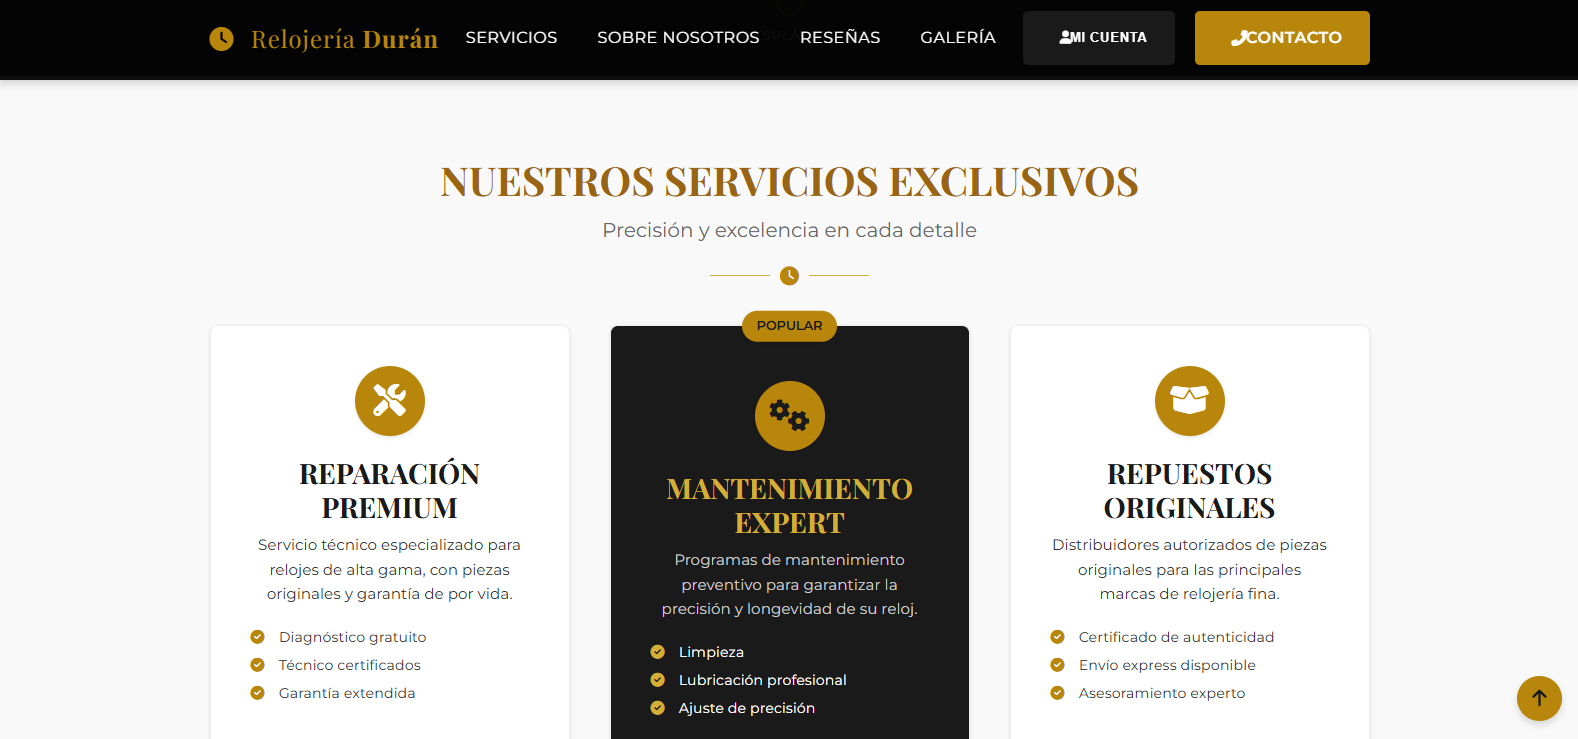 Relojería Durán
SERVICIOS
SOBRE NOSOTROS
RESEÑAS
GALERÍA
MI CUENTA
CONTACTO
NUESTROS SERVICIOS EXCLUSIVOS
Precisión y excelencia en cada detalle
REPARACIÓN
PREMIUM
Servicio técnico especializado para
relojes de alta gama, con piezas
originales y garantía de por vida.
Diagnóstico gratuito
Técnico certificados
Garantía extendida
POPULAR
MANTENIMIENTO
EXPERT
Programas de mantenimiento
preventivo para garantizar la
precisión y longevidad de su reloj.
Limpieza
Lubricación profesional
Ajuste de precisión
REPUESTOS
ORIGINALES
Distribuidores autorizados de piezas
originales para las principales
marcas de relojería fina.
Certificado de autenticidad
Envío express disponible
Asesoramiento experto